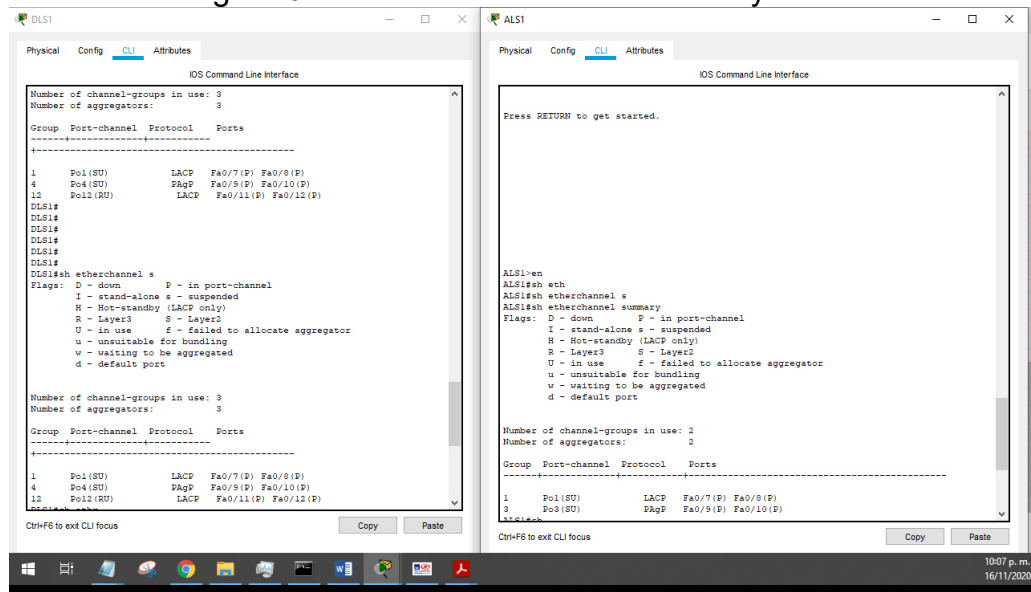 DLS1
Physical Config CLI Attributes
IOS Command Line Interface
Number of channel-groups in use: 3
Number of aggregators: 3
Group Port-channel Protocol Ports
------+-------------+-----------
+----------------------------------------------
1 Po1(SU) LACP Fa0/7(P) Fa0/8(P)
4 Po4(SU) PAgP Fa0/9(P) Fa0/10(P)
12 Po12(RU) LACP Fa0/11(P) Fa0/12(P)
DLS1#
DLS1#
DLS1#
DLS1#
DLS1#
DLS1#sh etherchannel s
Flags: D - down P - in port-channel
I - stand-alone s - suspended
H - Hot-standby (LACP only)
R - Layer3 S - Layer2
U - in use f - failed to allocate aggregator
u - unsuitable for bundling
w - waiting to be aggregated
d - default port
Number of channel-groups in use: 3
Number of aggregators: 3
Group Port-channel Protocol Ports
------+-------------+-----------
+----------------------------------------------
1 Po1(SU) LACP Fa0/7(P) Fa0/8(P)
4 Po4(SU) PAgP Fa0/9(P) Fa0/10(P)
12 Po12(RU) LACP Fa0/11(P) Fa0/12(P)
Ctrl+F6 to exit CLI focus
Copy Paste
ALS1
Physical Config CLI Attributes
IOS Command Line Interface
Press RETURN to get started.
ALS1>en
ALS1#sh eth
ALS1#sh etherchannel s
ALS1#sh etherchannel summary
Flags: D - down P - in port-channel
I - stand-alone s - suspended
H - Hot-standby (LACP only)
R - Layer3 S - Layer2
U - in use f - failed to allocate aggregator
u - unsuitable for bundling
w - waiting to be aggregated
d - default port
Number of channel-groups in use: 2
Number of aggregators: 2
Group Port-channel Protocol Ports
------+-------------+-----------+----------------------------------------------
1 Po1(SU) LACP Fa0/7(P) Fa0/8(P)
3 Po3(SU) PAgP Fa0/9(P) Fa0/10(P)
ALS1#sh
Ctrl+F6 to exit CLI focus
Copy Paste
10:07 p. m.
16/11/2020